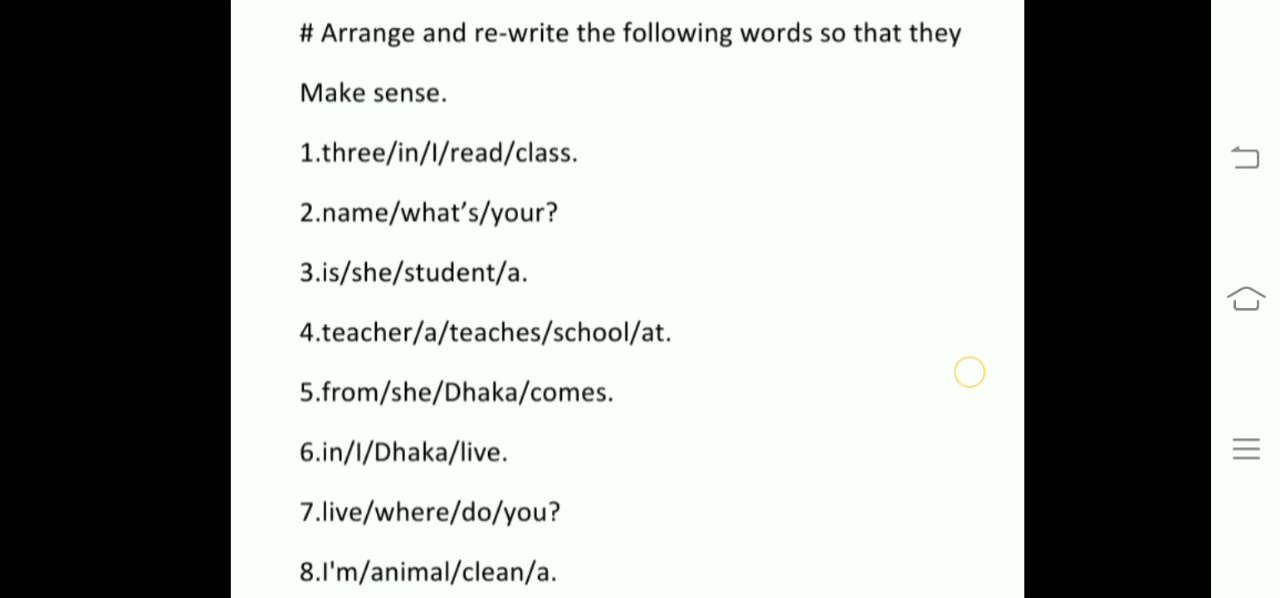 # Arrange and re-write the following words so that they
Make sense.
1.three/in/I/read/class.
2.name/what’s/your?
3.is/she/student/a.
4.teacher/a/teaches/school/at.
5.from/she/Dhaka/comes.
6.in/I/Dhaka/live.
7.live/where/do/you?
8.I'm/animal/clean/a.